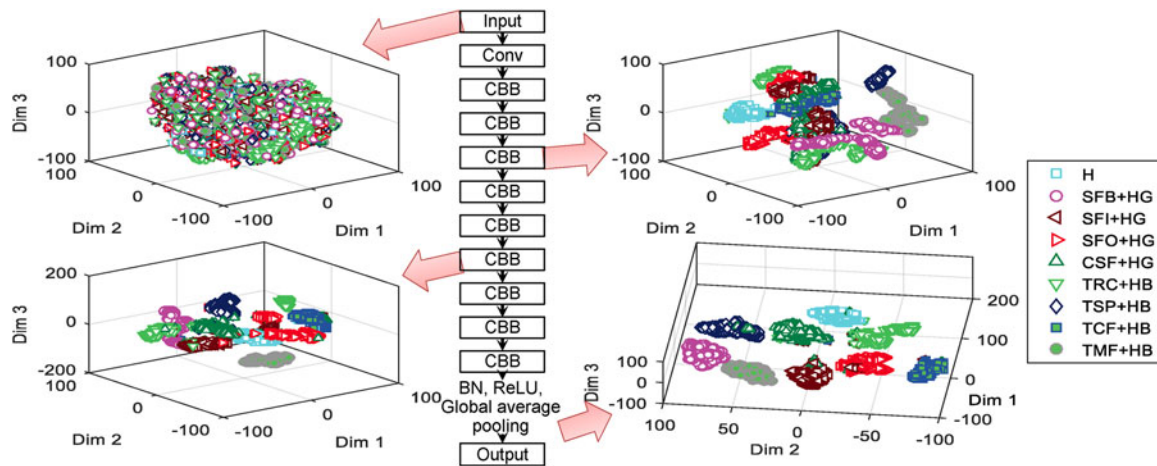 Input
Conv
CBB
CBB
CBB
CBB
CBB
CBB
CBB
CBB
CBB
BN, ReLU,
Global average
pooling
Output
100
0
-100
Dim 3
100
0
-100
Dim 2
-100
0
100
Dim 1
100
0
-100
Dim 3
100
0
-100
Dim 2
-100
0
100
Dim 1
200
0
-200
Dim 3
100
0
-100
Dim 2
-100
0
100
Dim 1
100
0
-100
Dim 3
100
50
0
-50
-100
Dim 2
200
100
0
-100
Dim 1
H
SFB+HG
SFI+HG
SFO+HG
CSF+HG
TRC+HB
TSP+HB
TCF+HB
TMF+HB